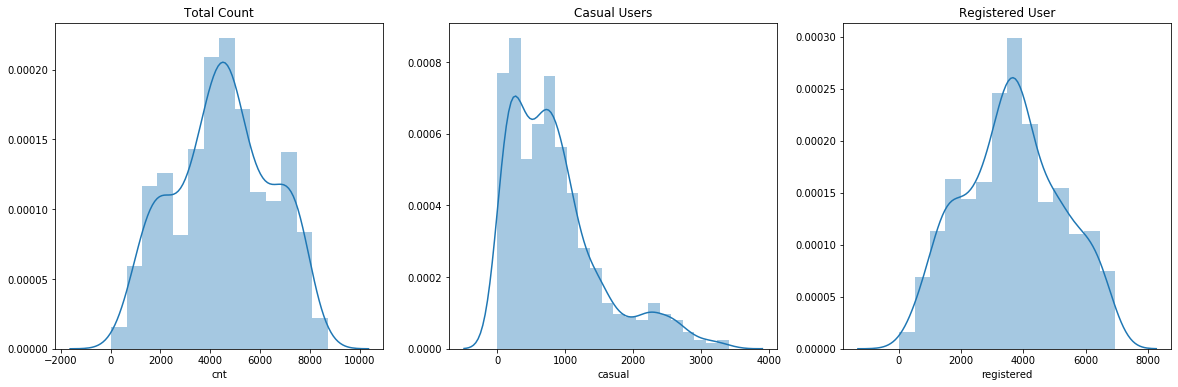 Total Count
0.00020
0.00015
0.00010
0.00005
0.00000
−2000 0 2000 4000 6000 8000 10000
cnt
Casual Users
0.0008
0.0006
0.0004
0.0002
0.0000
0 1000 2000 3000 4000
casual
Registered User
0.00030
0.00025
0.00020
0.00015
0.00010
0.00005
0.00000
0 2000 4000 6000 8000
registered